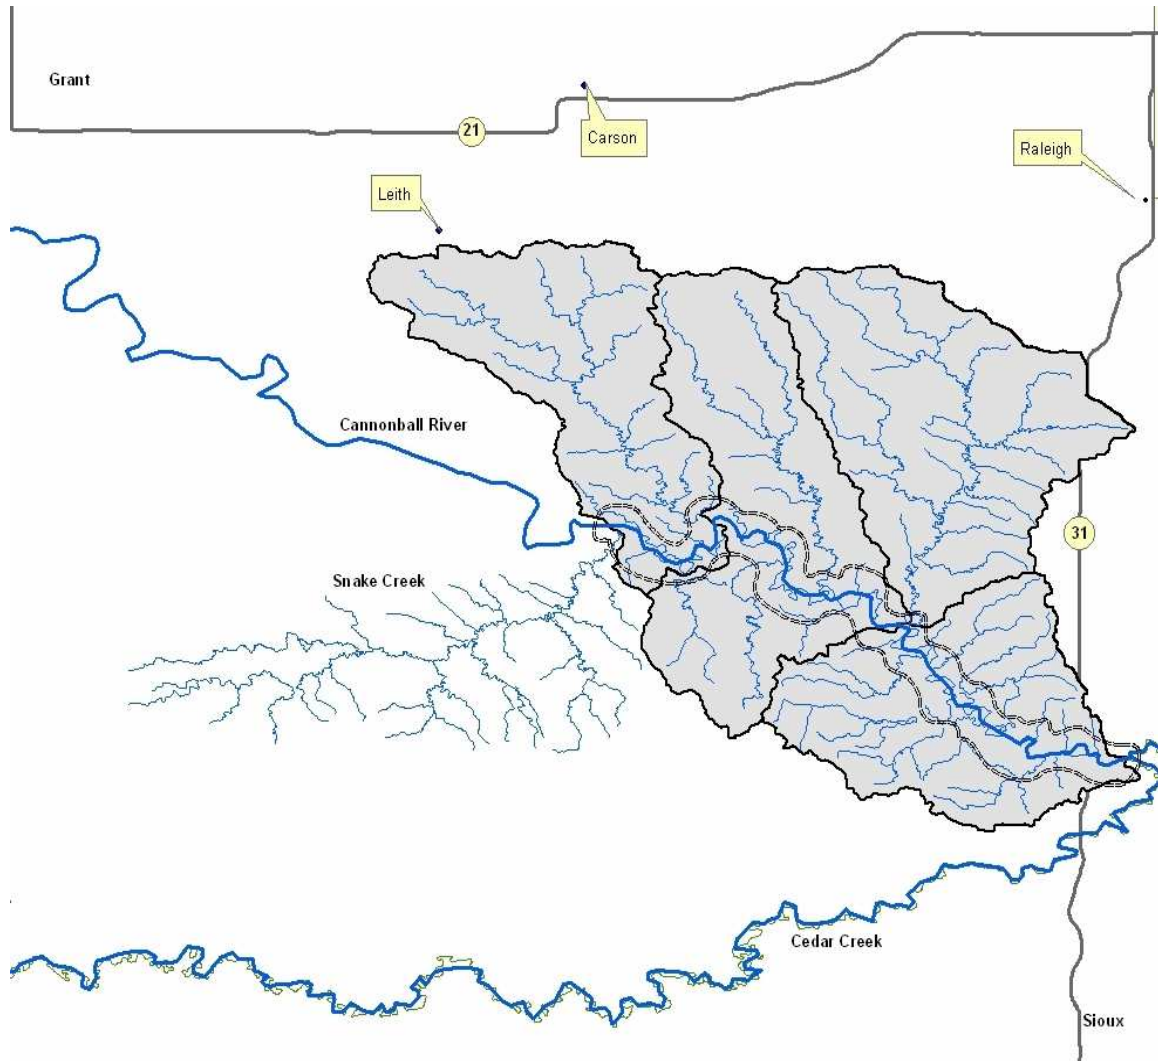 Grant
21
Carson
Raleigh
Leith
Cannonball River
31
Snake Creek
Cedar Creek
Sioux